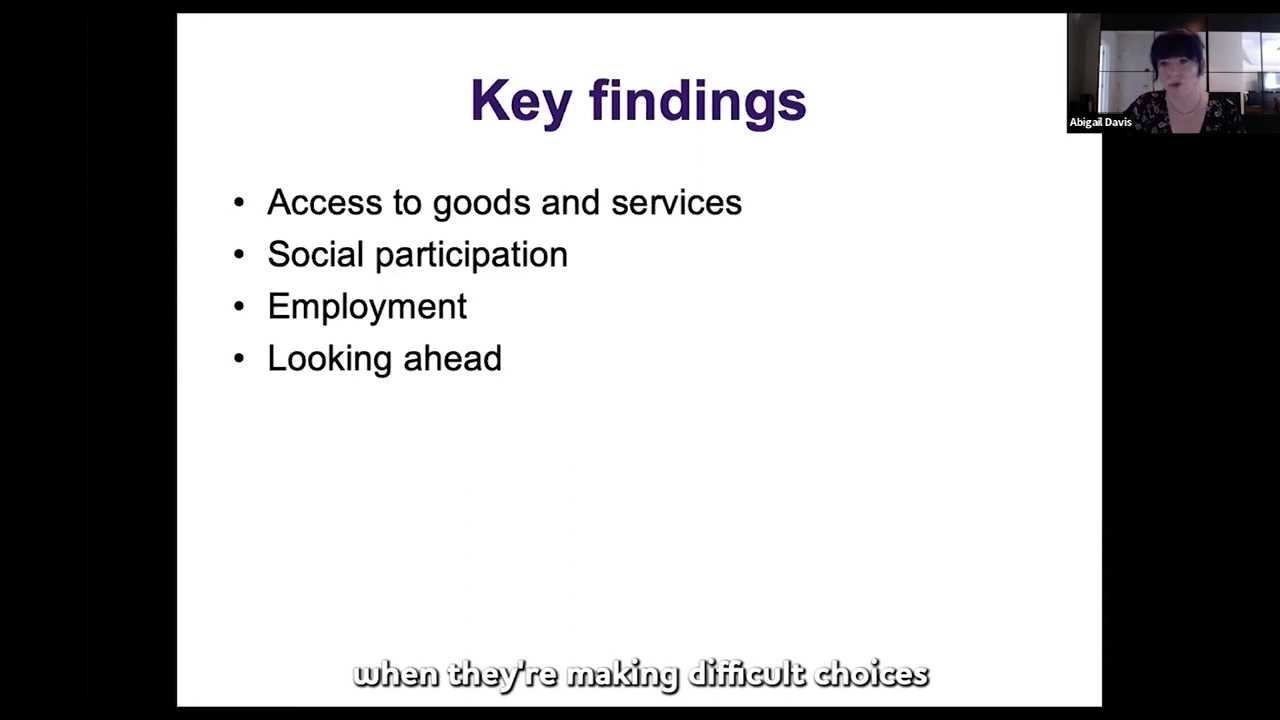 Key findings
Abigail Davis
• Access to goods and services
• Social participation
• Employment
• Looking ahead
when they're making difficult choices